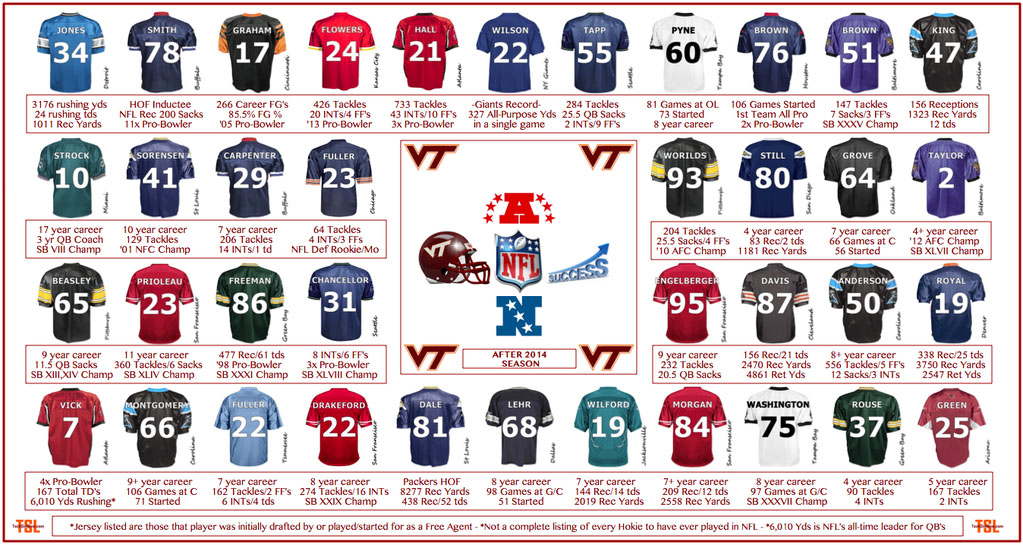 JONES
34
Detroit
SMITH
78
Buffalo
GRAHAM
17
Cincinnati
FLOWERS
24
Kansas City
HALL
21
Atlanta
WILSON
22
NY Giants
TAPP
55
Seattle
PYNE
60
Tampa Bay
BROWN
76
Houston
BROWN
51
Baltimore
KING
47
Carolina
3176 rushing yds
24 rushing tds
1011 Rec Yards
HOF Inductee
NFL Rec 200 Sacks
11x Pro-Bowler
266 Career FG's
85.5% FG %
'05 Pro-Bowler
426 Tackles
20 INTs/4 FF's
'13 Pro-Bowler
733 Tackles
43 INTs/10 FF's
3x Pro-Bowler
-Giants Record-
327 All-Purpose Yds
in a single game
284 Tackles
25.5 QB Sacks
2 INTs/9 FF's
81 Games at OL
73 Started
8 year career
106 Games Started
1st Team All Pro
2x Pro-Bowler
147 Tackles
7 Sacks/3 FF's
SB XXXV Champ
156 Receptions
1323 Rec Yards
12 tds
STROCK
10
Miami
SORENSEN
41
St Louis
CARPENTER
29
Buffalo
FULLER
23
Chicago
17 year career
3 yr QB Coach
SB VIII Champ
10 year career
129 Tackles
'01 NFC Champ
7 year career
206 Tackles
14 INTs/1 td
64 Tackles
4 INTs/3 FFs
NFL Def Rookie/Mo
VT
VT
A
VT
NFL
SUCCESS
N
VT
VT
AFTER 2014
SEASON
WORILDS
93
Pittsburgh
STILL
80
San Diego
GROVE
64
Oakland
TAYLOR
2
Baltimore
204 Tackles
25.5 Sacks/4 FF's
'10 AFC Champ
4 year career
83 Rec/2 tds
1181 Rec Yards
7 year career
66 Games at C
56 Started
4+ year career
'12 AFC Champ
SB XLVII Champ
BEASLEY
65
Pittsburgh
PRIOLEAU
23
San Fransisco
FREEMAN
86
Green Bay
CHANCELLOR
31
Seattle
9 year career
11.5 QB Sacks
SB XIII,XIV Champ
11 year career
360 Tackles/6 Sacks
SB XLIV Champ
477 Rec/61 tds
'98 Pro-Bowler
SB XXXI Champ
8 INTs/6 FF's
3x Pro-Bowler
SB XLVIII Champ
ENGELBERGER
95
San Fransisco
DAVIS
87
Cleveland
ANDERSON
50
Carolina
ROYAL
19
Denver
9 year career
232 Tackles
20.5 QB Sacks
156 Rec/21 tds
2470 Rec Yards
4861 Ret Yds
8+ year career
556 Tackles/5 FF's
12 Sacks/3 INTs
338 Rec/25 tds
3750 Rec Yards
2547 Ret Yds
VICK
7
Atlanta
MONTGOMERY
66
Carolina
FULLER
22
Tennessee
DRAKEFORD
22
San Fransisco
DALE
81
St Louis
LEHR
68
Dallas
WILFORD
19
Jacksonville
MORGAN
84
San Fransisco
WASHINGTON
75
Tampa Bay
ROUSE
37
Green Bay
GREEN
25
4x Pro-Bowler
167 Total TD's
6,010 Yds Rushing*
9+ year career
106 Games at C
71 Started
7 year career
162 Tackles/2 FF's
6 INTs/4 tds
8 year career
274 Tackles/16 INTs
SB XXIX Champ
Packers HOF
8277 Rec Yards
438 Rec/52 tds
8 year career
98 Games at G/C
51 Started
7 year career
144 Rec/14 tds
2019 Rec Yards
7+ year career
209 Rec/12 tds
2558 Rec Yards
8 year career
97 Games at G/C
SB XXXVII Champ
4 year career
90 Tackles
4 INTs
5 year career
167 Tackles
2 INTs
TSL
*Jersey listed are those that player was initially drafted by or played/started for as a Free Agent - *Not a complete listing of every Hokie to have ever played in NFL - *6,010 Yds is NFL's all-time leader for QB's
TSL